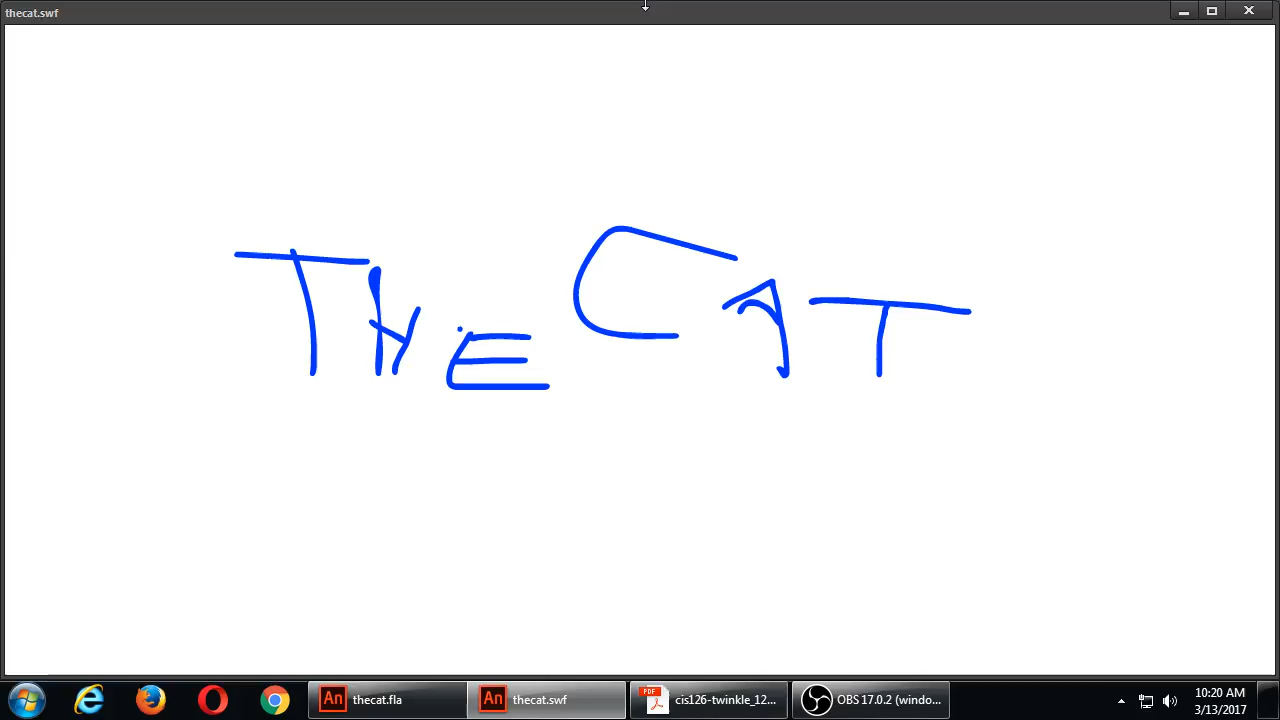 thecat.swf
THE CAT
thecat.fla
thecat.swf
cis126-twinkle_12...
OBS 17.0.2 (windo...
10:20 AM
3/13/2017